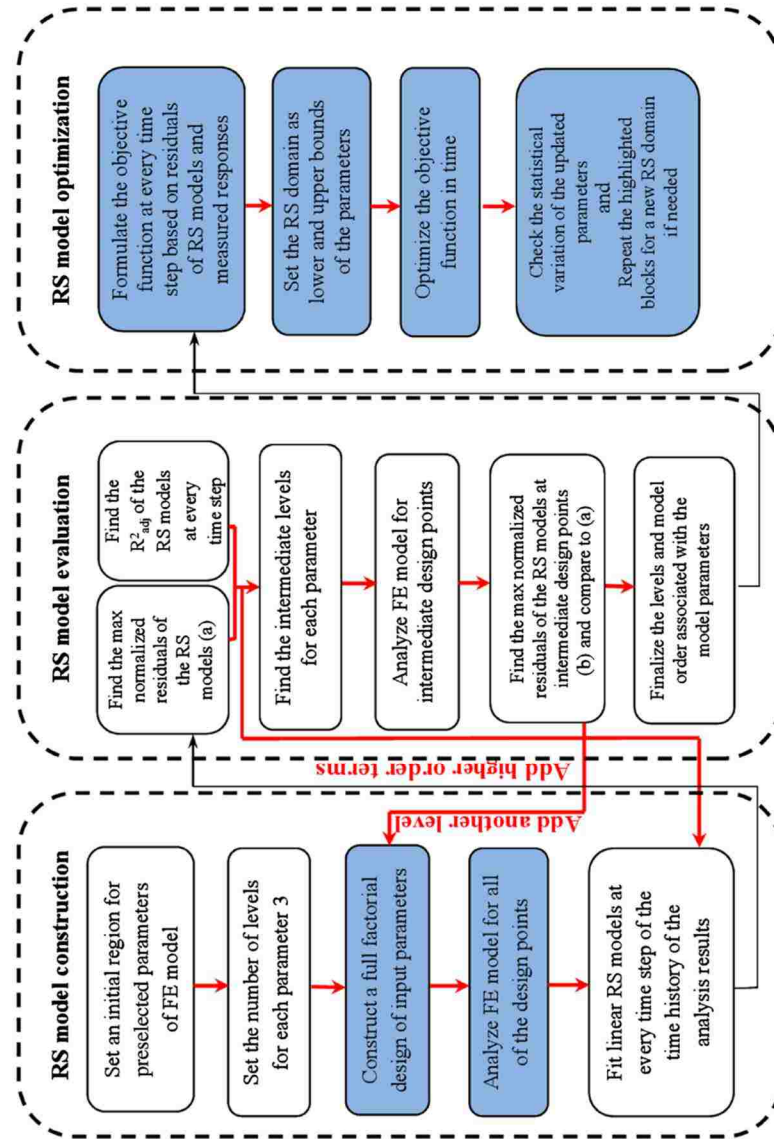 RS model construction
Set an initial region for
preselected parameters
of FE model
Set the number of levels
for each parameter 3
Construct a full factorial
design of input parameters
Analyze FE model for all
of the design points
Fit linear RS models at
every time step of the
time history of the
analysis results
Add another level
Add higher order terms
RS model evaluation
Find the max
normalized
residuals of
the RS
models (a)
Find the
R²adj of the
RS models
at every
time step
Find the intermediate levels
for each parameter
Analyze FE model for
intermediate design points
Find the max normalized
residuals of the RS models at
intermediate design points
(b) and compare to (a)
Finalize the levels and model
order associated with the
model parameters
RS model optimization
Formulate the objective
function at every time
step based on residuals
of RS models and
measured responses
Set the RS domain as
lower and upper bounds
of the parameters
Optimize the objective
function in time
Check the statistical
variation of the updated
parameters
and
Repeat the highlighted
blocks for a new RS domain
if needed